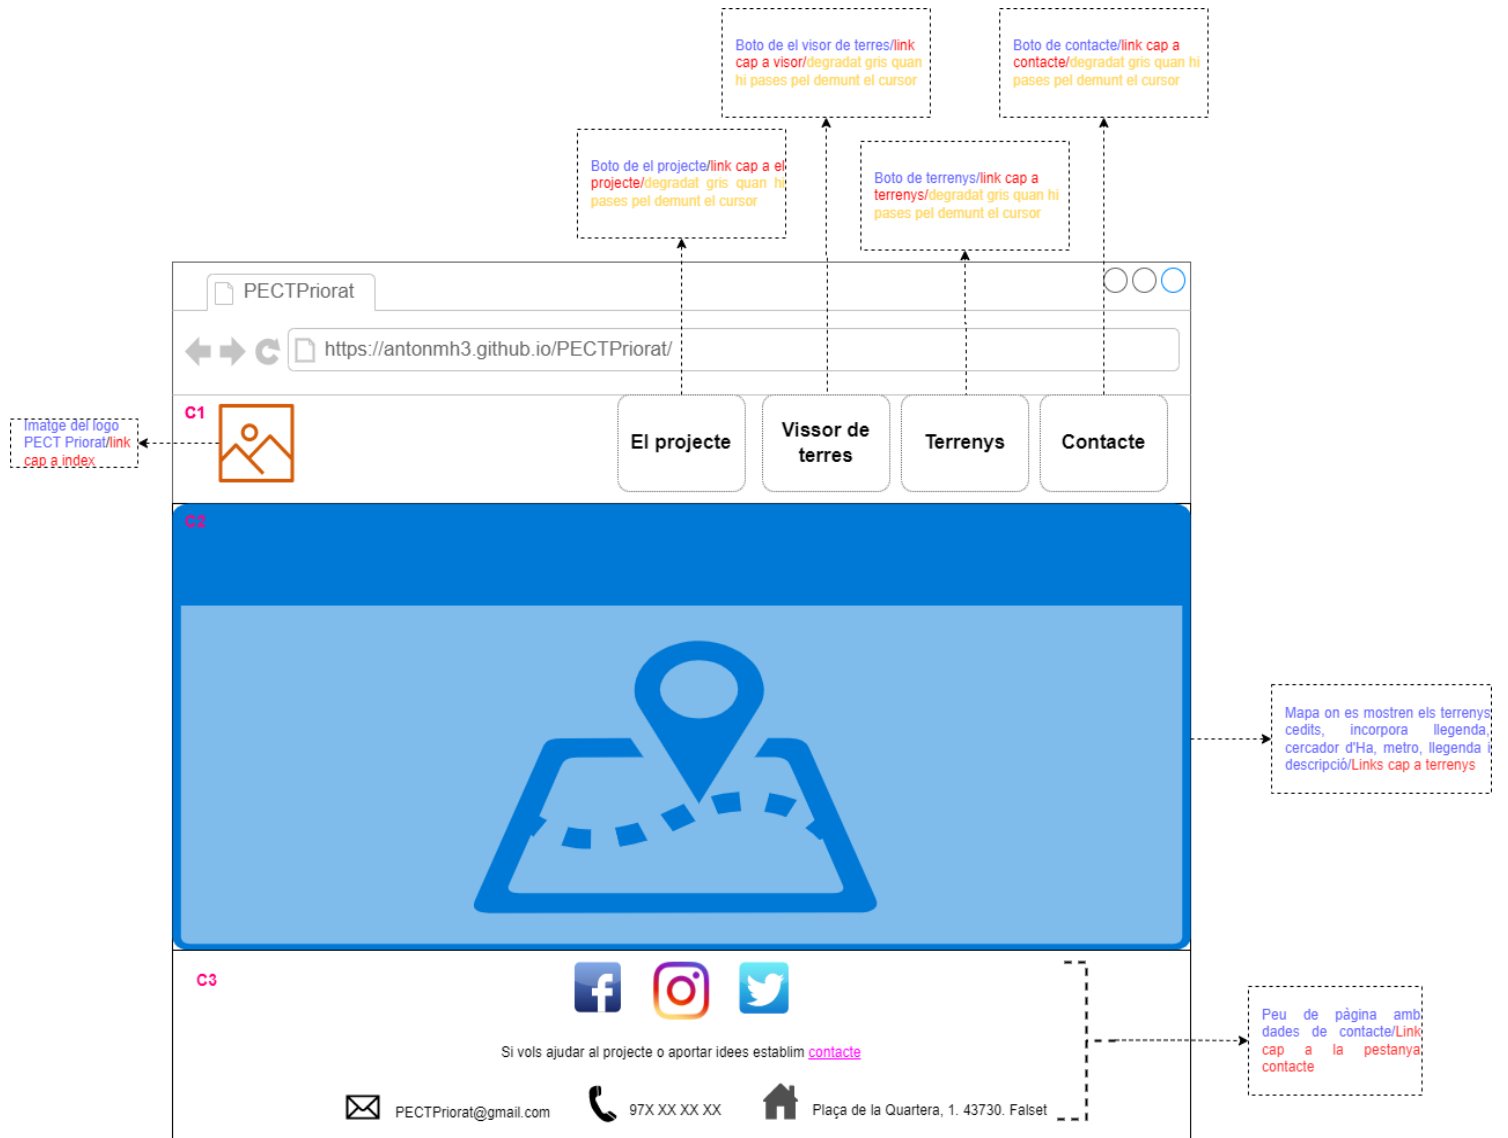 Boto de el visor de terres/link
cap a visor/degradat gris quan
hi pases pel demunt el cursor
Boto de contacte/link cap a
contacte/degradat gris quan hi
pases pel demunt el cursor
Boto de el projecte/link cap a el
projecte/degradat gris quan hi
pases pel demunt el cursor
Boto de terrenys/link cap a
terrenys/degradat gris quan hi
pases pel demunt el cursor
PECTPriorat
https://antonmh3.github.io/PECTPriorat/
C1
Imatge del logo
PECT Priorat/link
cap a index
El projecte
Vissor de
terres
Terrenys
Contacte
C2
Mapa on es mostren els terrenys
cedits, incorpora llegenda,
cercador d'Ha, metro, llegenda i
descripció/Links cap a terrenys
C3
Si vols ajudar al projecte o aportar idees establim contacte
PECTPriorat@gmail.com
97X XX XX XX
Plaça de la Quartera, 1. 43730. Falset
Peu de pàgina amb
dades de contacte/Link
cap a la pestanya
contacte